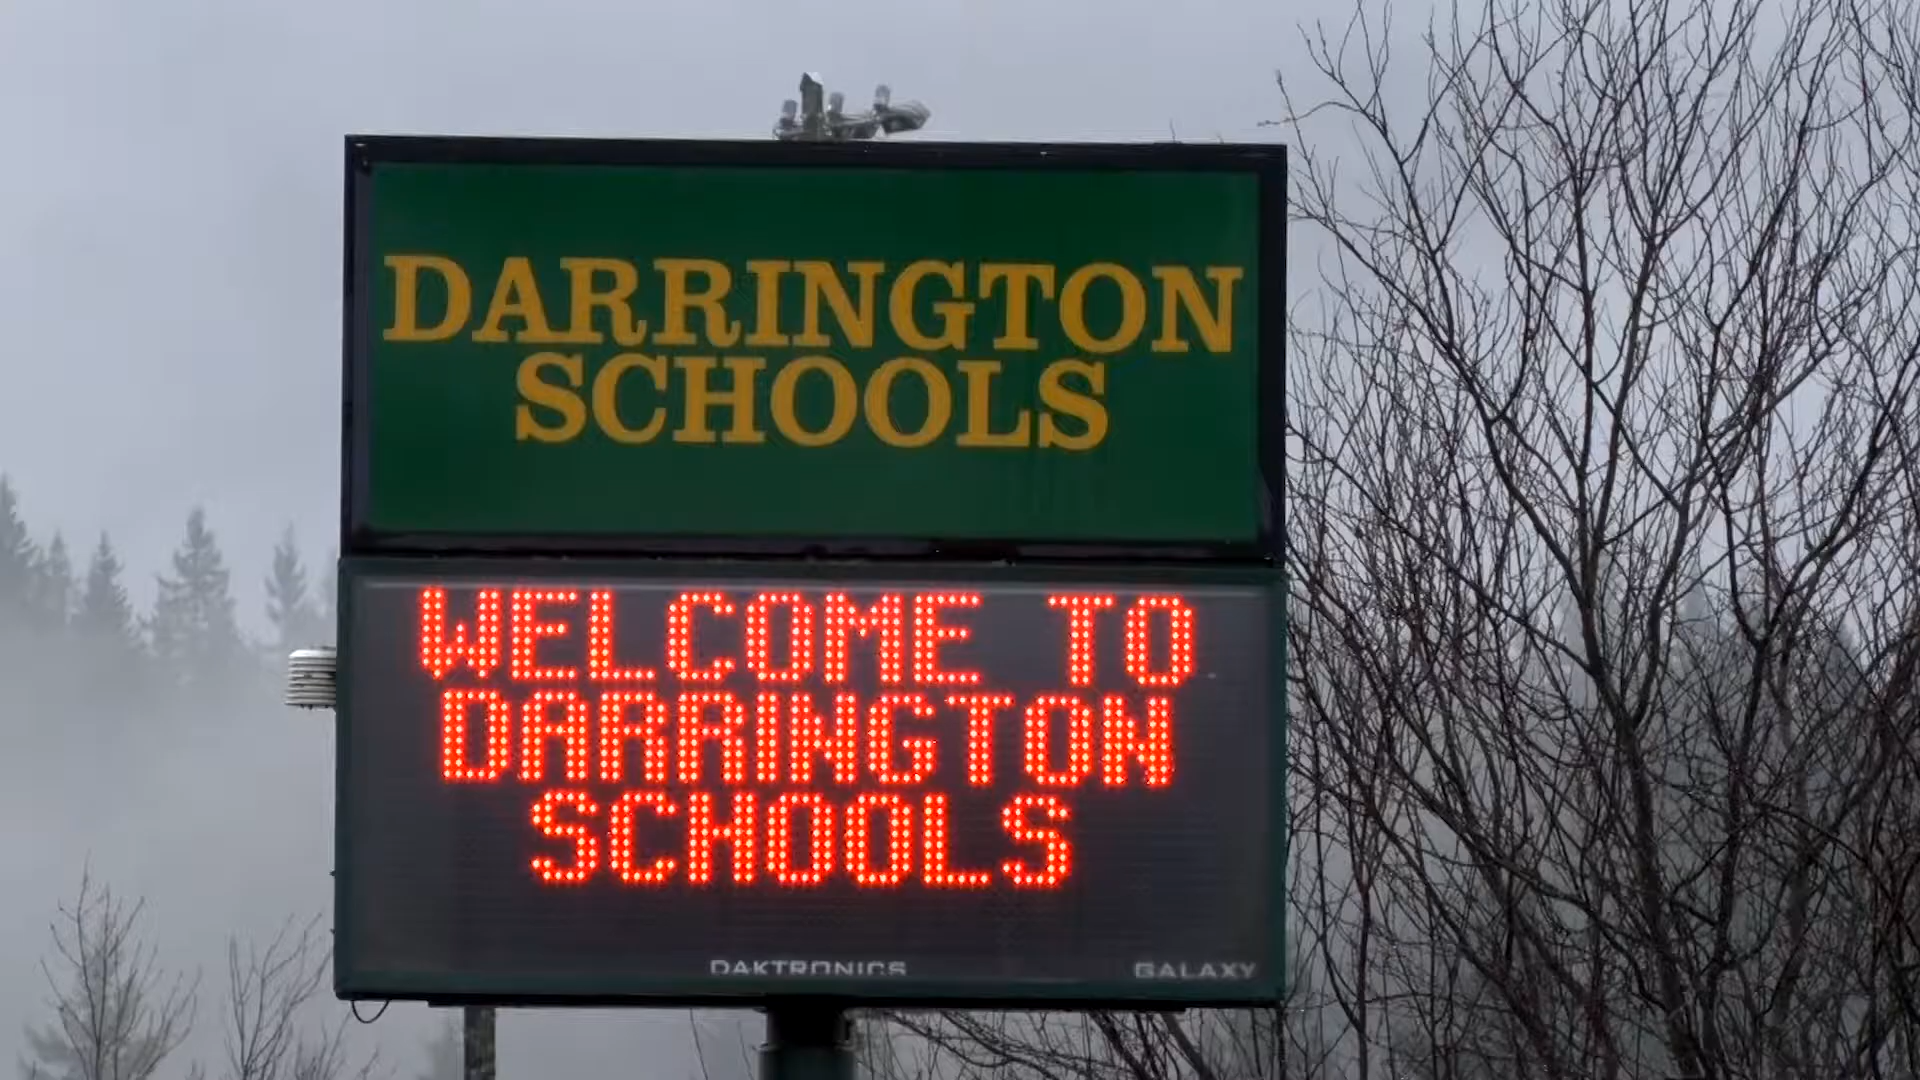 DARRINGTON
SCHOOLS
WELCOME TO
DARRINGTON
SCHOOLS
DAKTRONICS GALAXY